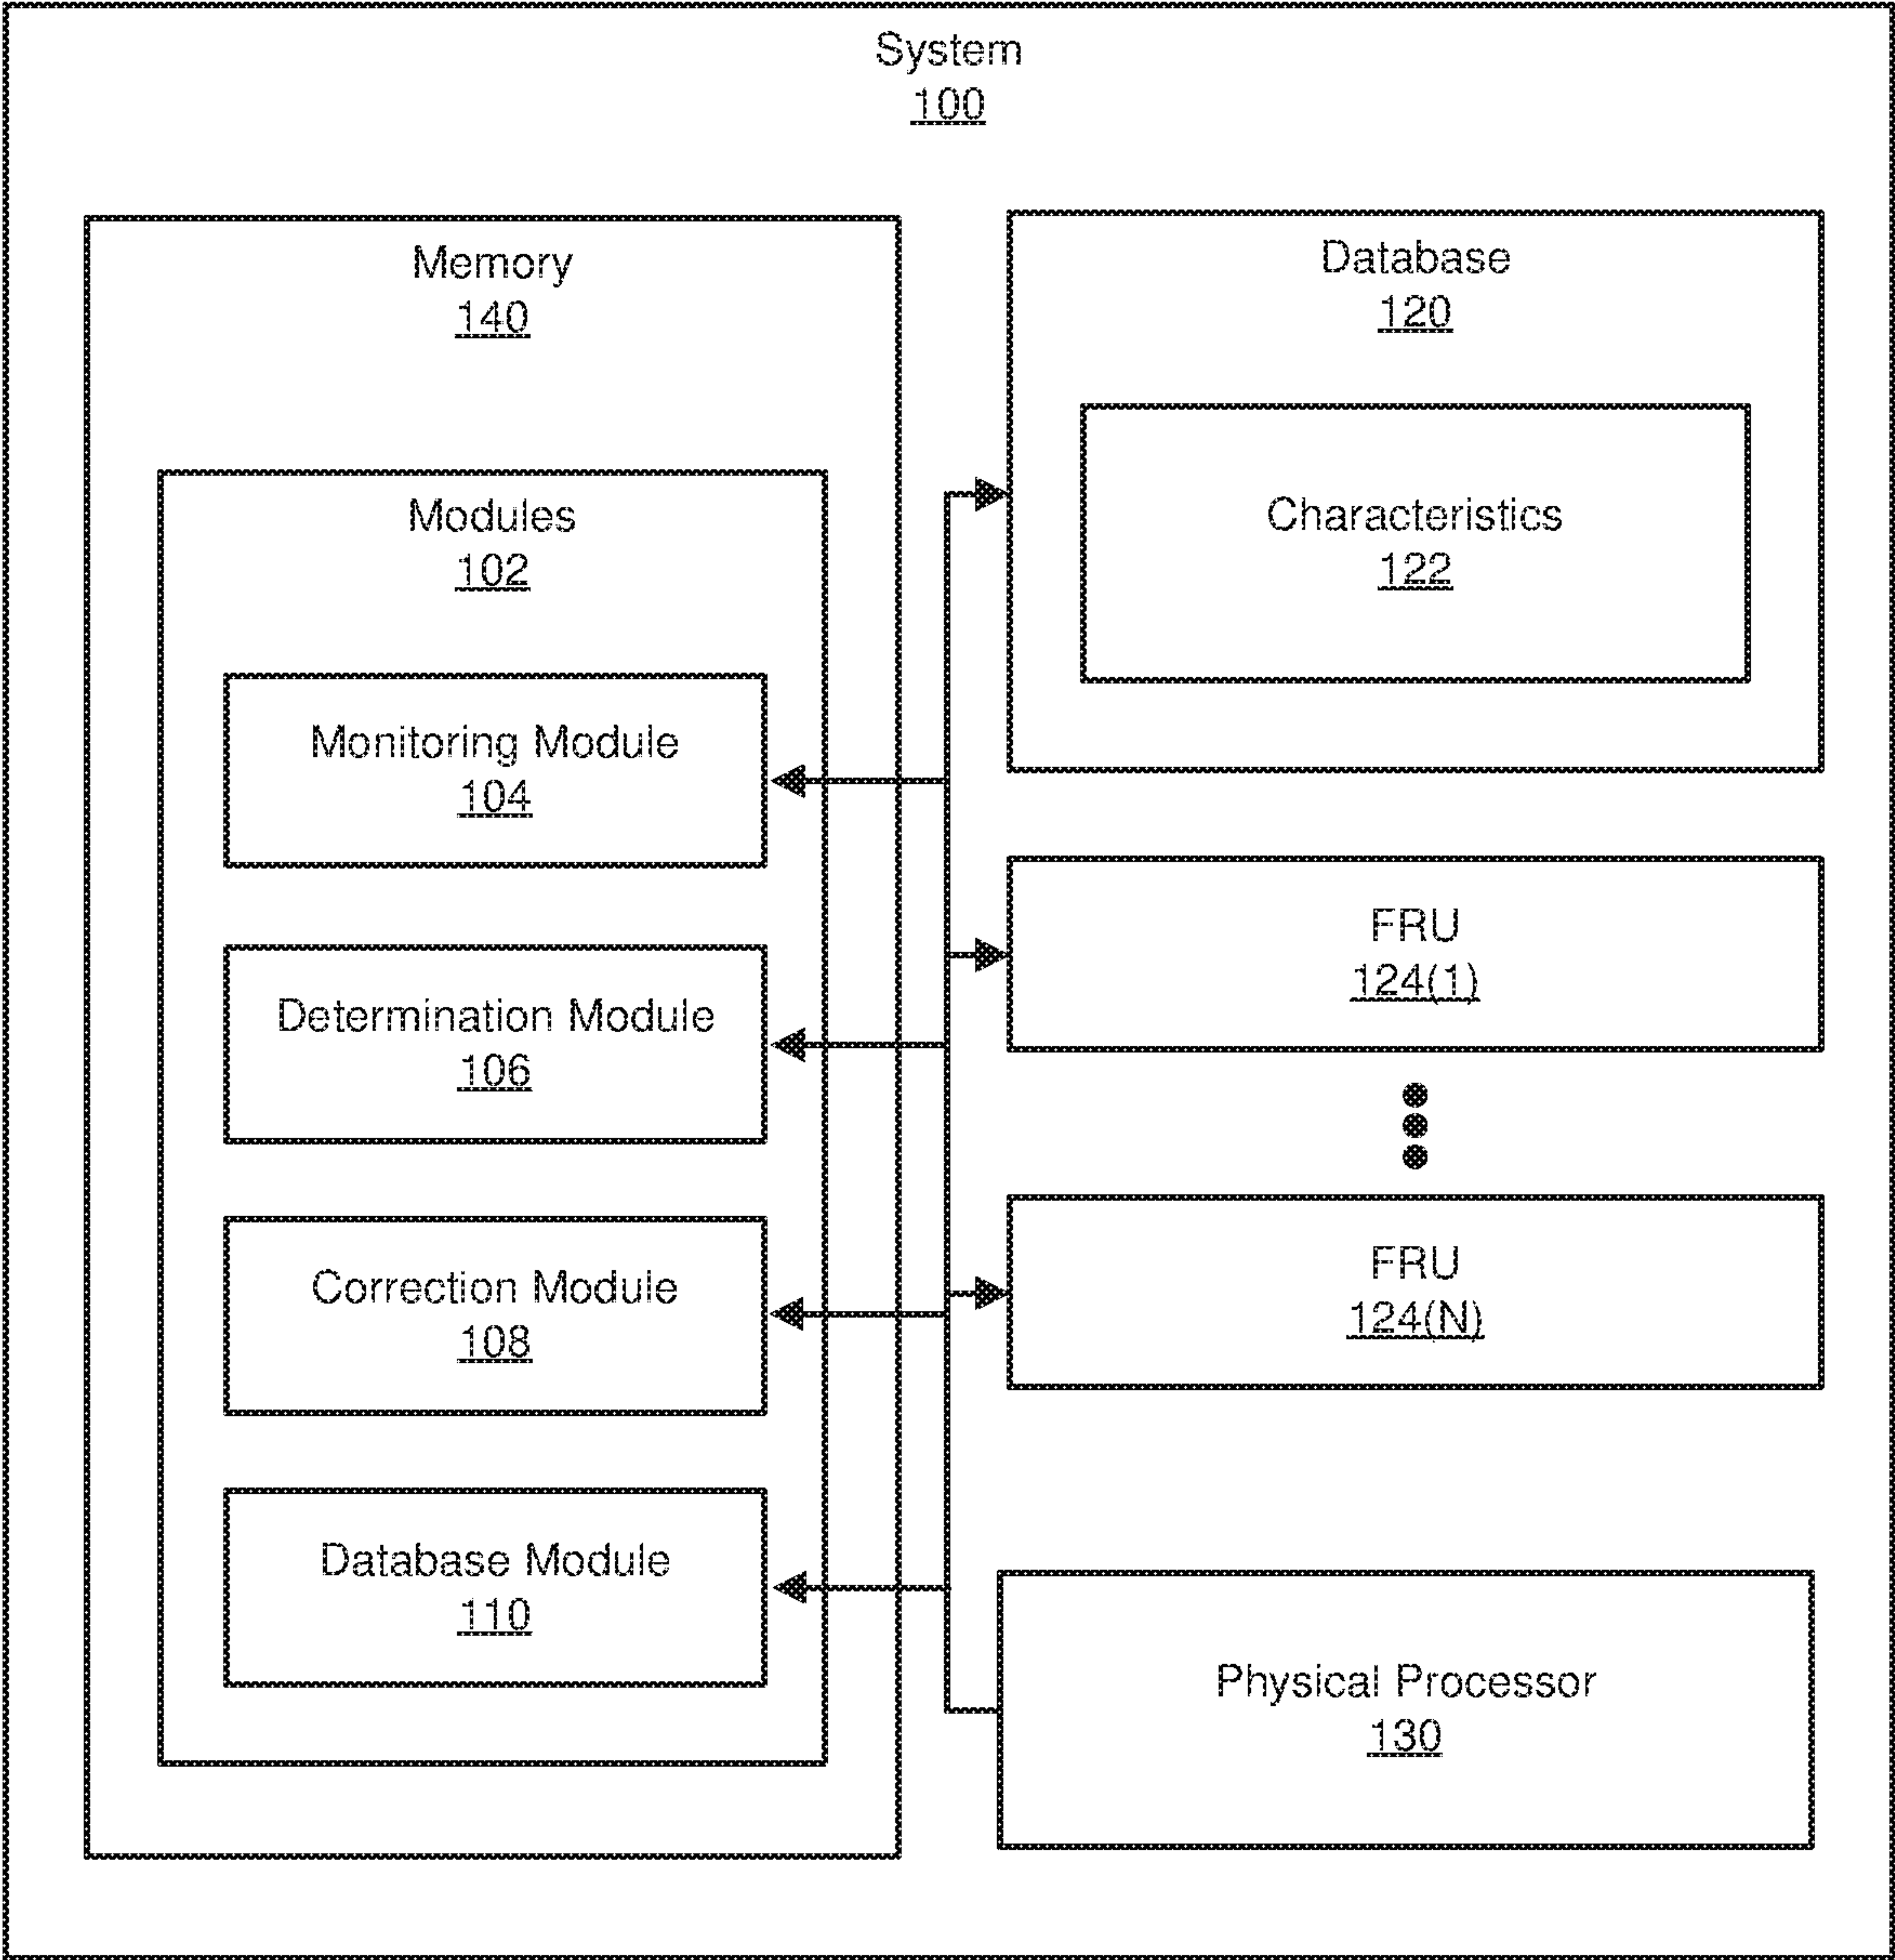 System
100
Memory
140
Modules
102
Monitoring Module
104
Determination Module
106
Correction Module
108
Database Module
110
Database
120
Characteristics
122
FRU
124(1)
FRU
124(N)
Physical Processor
130